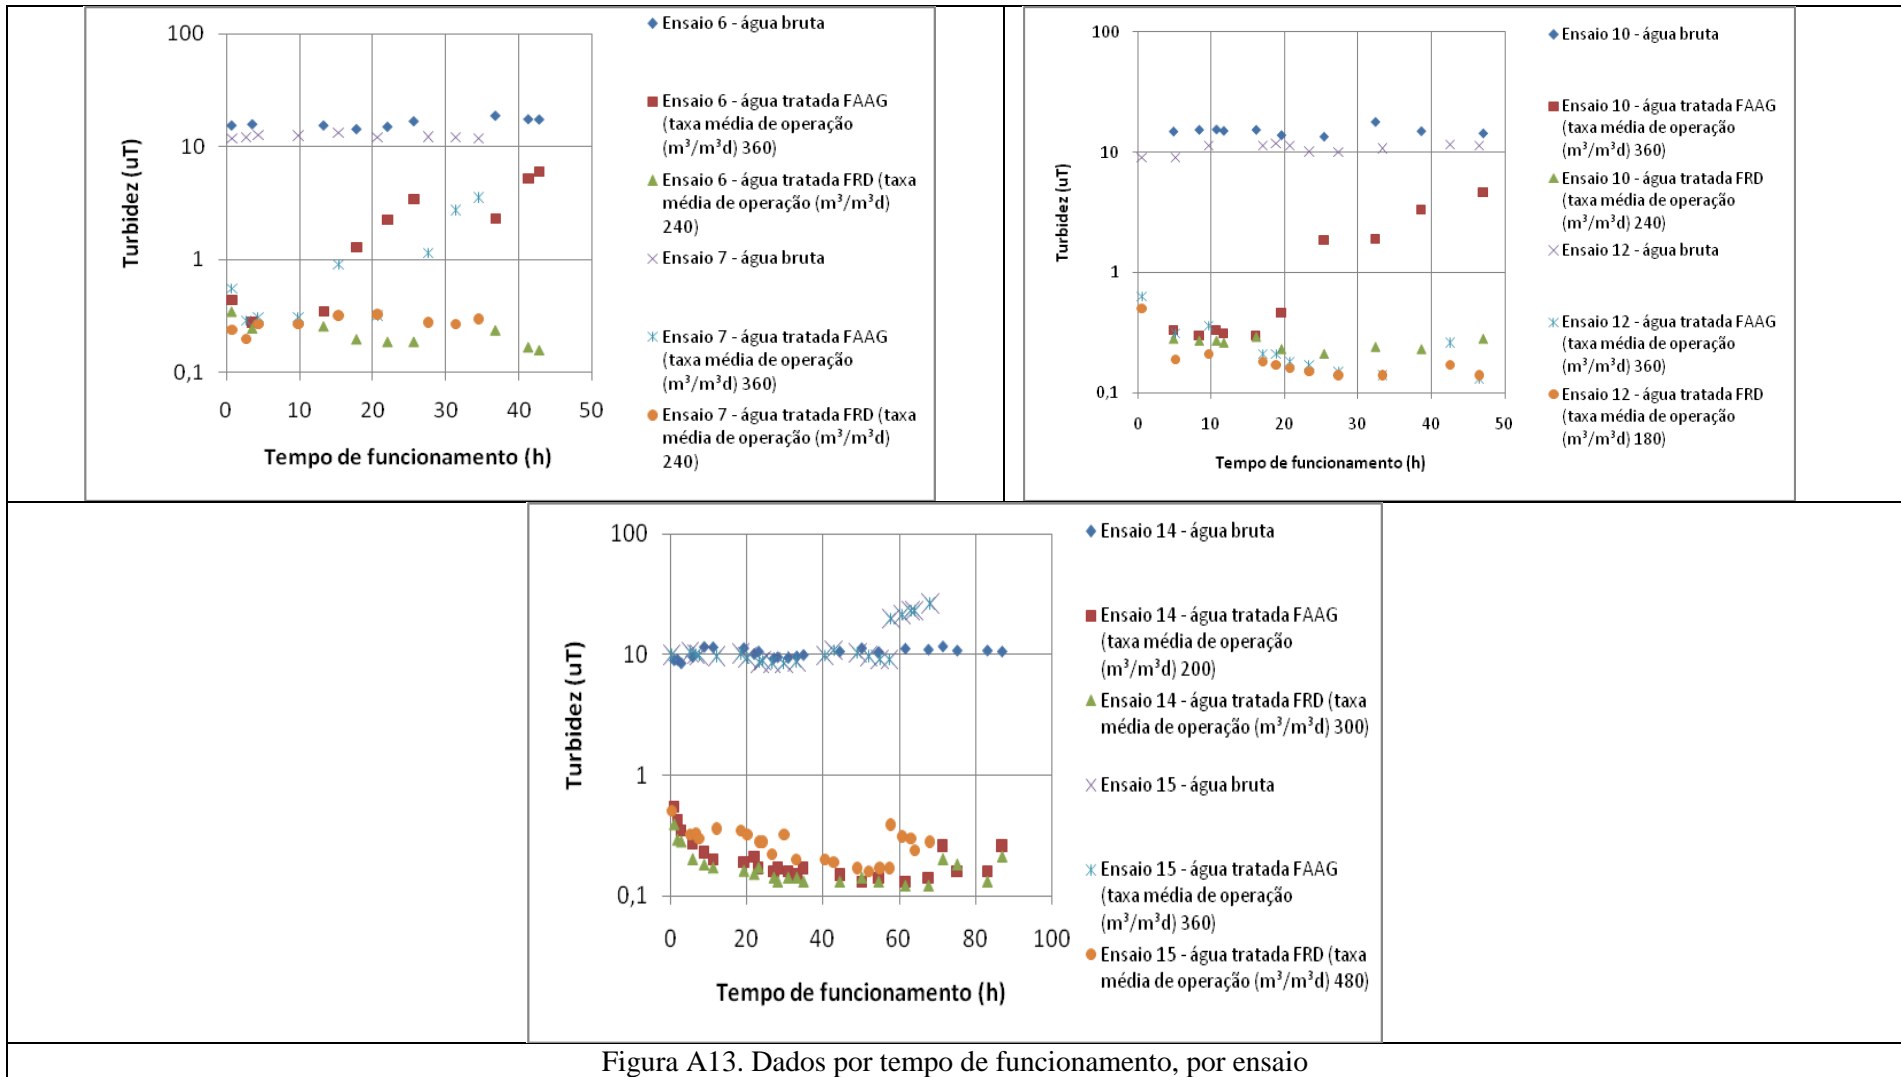 100
10
1
0,1
Turbidez (uT)
0 10 20 30 40 50
Tempo de funcionamento (h)
Ensaio 6 - água bruta
Ensaio 6 - água tratada FAAG
(taxa média de operação
(m³/m³d) 360)
Ensaio 6 - água tratada FRD (taxa
média de operação (m³/m³d)
240)
Ensaio 7 - água bruta
Ensaio 7 - água tratada FAAG
(taxa média de operação
(m³/m³d) 360)
Ensaio 7 - água tratada FRD (taxa
média de operação (m³/m³d)
240)
100
10
1
0,1
Turbidez (uT)
0 10 20 30 40 50
Tempo de funcionamento (h)
Ensaio 10 - água bruta
Ensaio 10 - água tratada FAAG
(taxa média de operação
(m³/m³d) 360)
Ensaio 10 - água tratada FRD
(taxa média de operação
(m³/m³d) 240)
Ensaio 12 - água bruta
Ensaio 12 - água tratada FAAG
(taxa média de operação
(m³/m³d) 360)
Ensaio 12 - água tratada FRD
(taxa média de operação
(m³/m³d) 180)
100
10
1
0,1
Turbidez (uT)
0 20 40 60 80 100
Tempo de funcionamento (h)
Ensaio 14 - água bruta
Ensaio 14 - água tratada FAAG
(taxa média de operação
(m³/m³d) 200)
Ensaio 14 - água tratada FRD (taxa
média de operação (m³/m³d) 300)
Ensaio 15 - água bruta
Ensaio 15 - água tratada FAAG
(taxa média de operação
(m³/m³d) 360)
Ensaio 15 - água tratada FRD (taxa
média de operação (m³/m³d) 480)
Figura A13. Dados por tempo de funcionamento, por ensaio